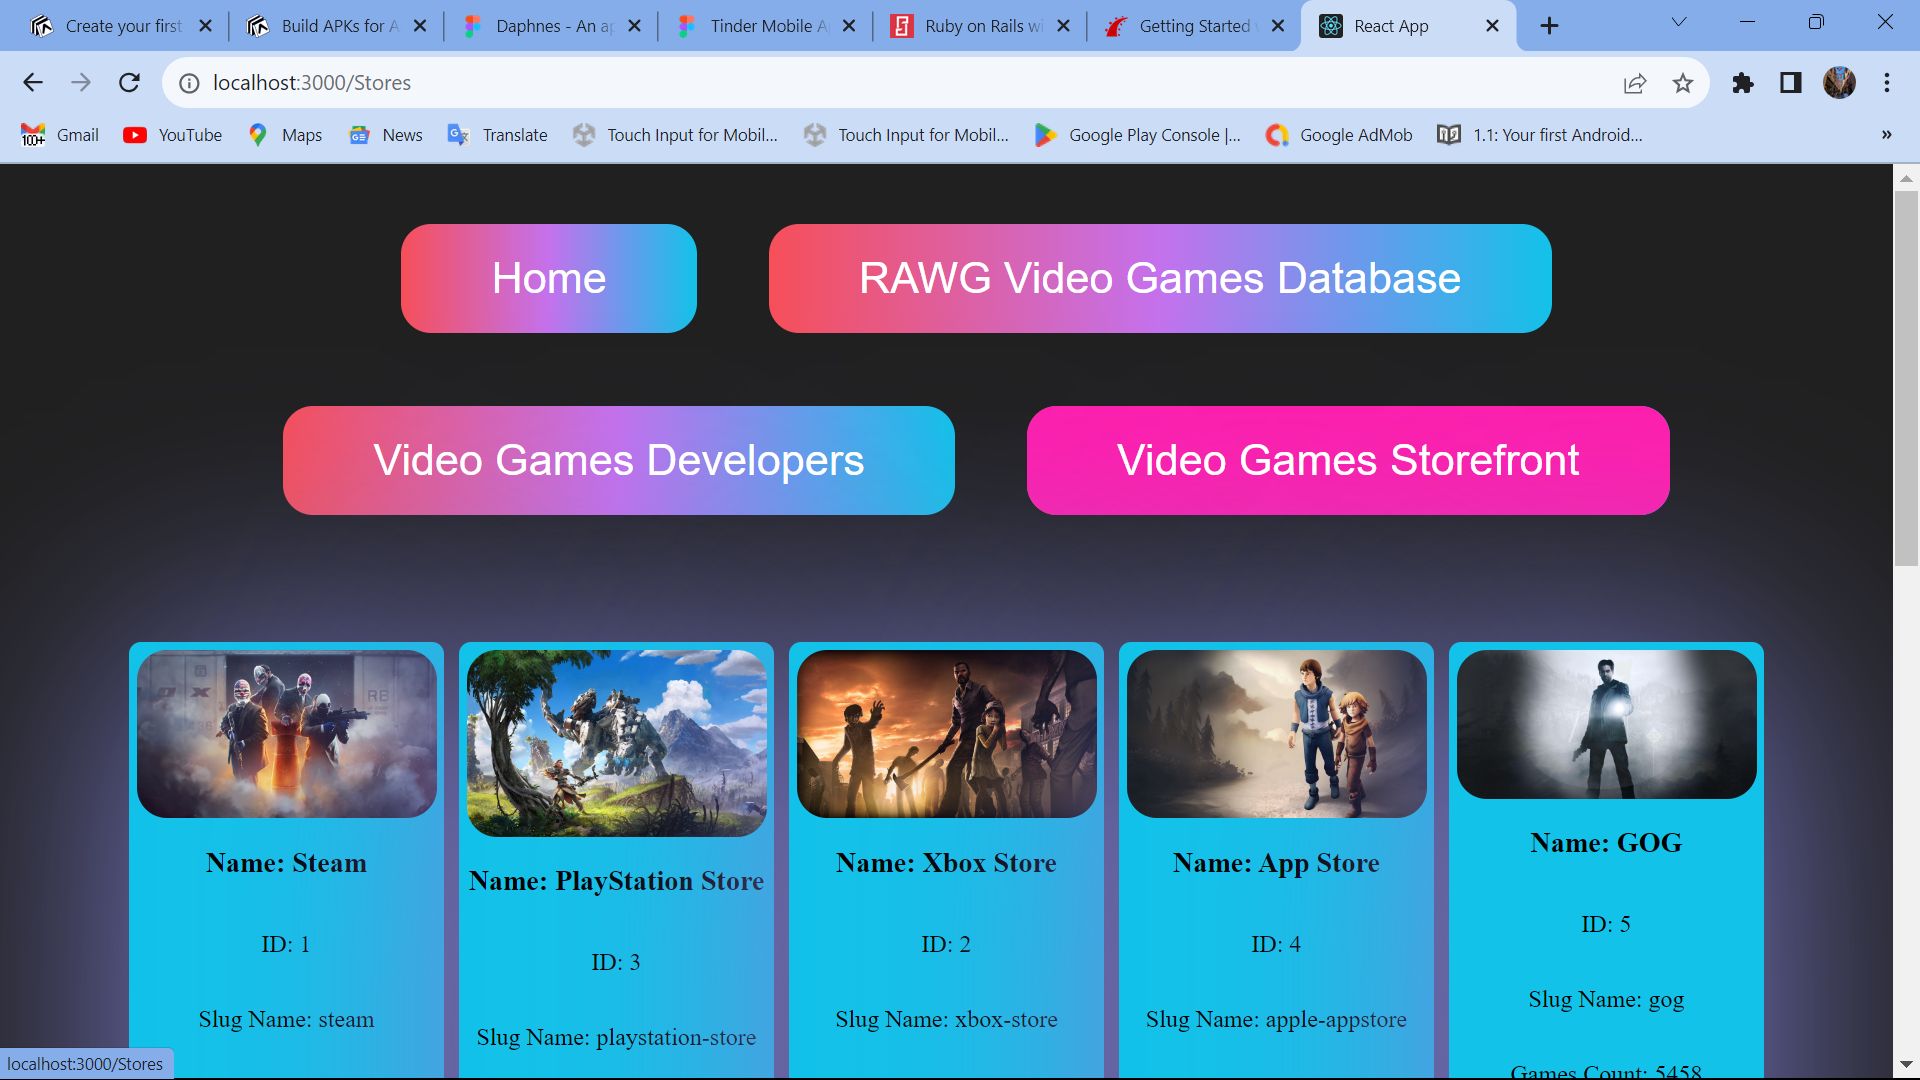 Create your first
Build APKs for A
Daphnes - An ap
Tinder Mobile A
Ruby on Rails wi
Getting Started
React App
localhost:3000/Stores
100+
Gmail
YouTube
Maps
News
Translate
Touch Input for Mobil...
Touch Input for Mobil...
Google Play Console |...
Google AdMob
1.1: Your first Android...
»
Home
RAWG Video Games Database
Video Games Developers
Video Games Storefront
Name: Steam
ID: 1
Slug Name: steam
Name: PlayStation Store
ID: 3
Slug Name: playstation-store
Name: Xbox Store
ID: 2
Slug Name: xbox-store
Name: App Store
ID: 4
Slug Name: apple-appstore
Name: GOG
ID: 5
Slug Name: gog
Games Count: 5458
localhost:3000/Stores